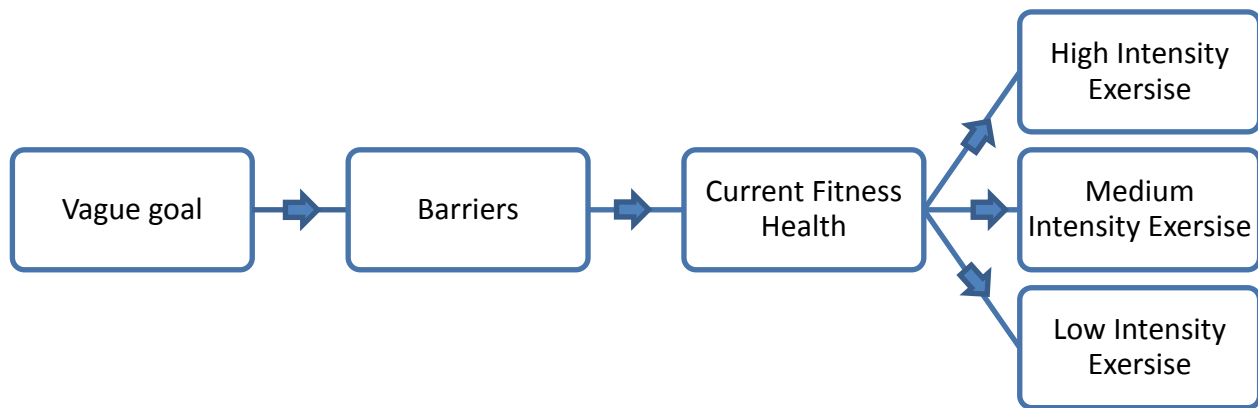 Vague goal
Barriers
Current Fitness
Health
High Intensity
Exersise
Medium
Intensity Exersise
Low Intensity
Exersise